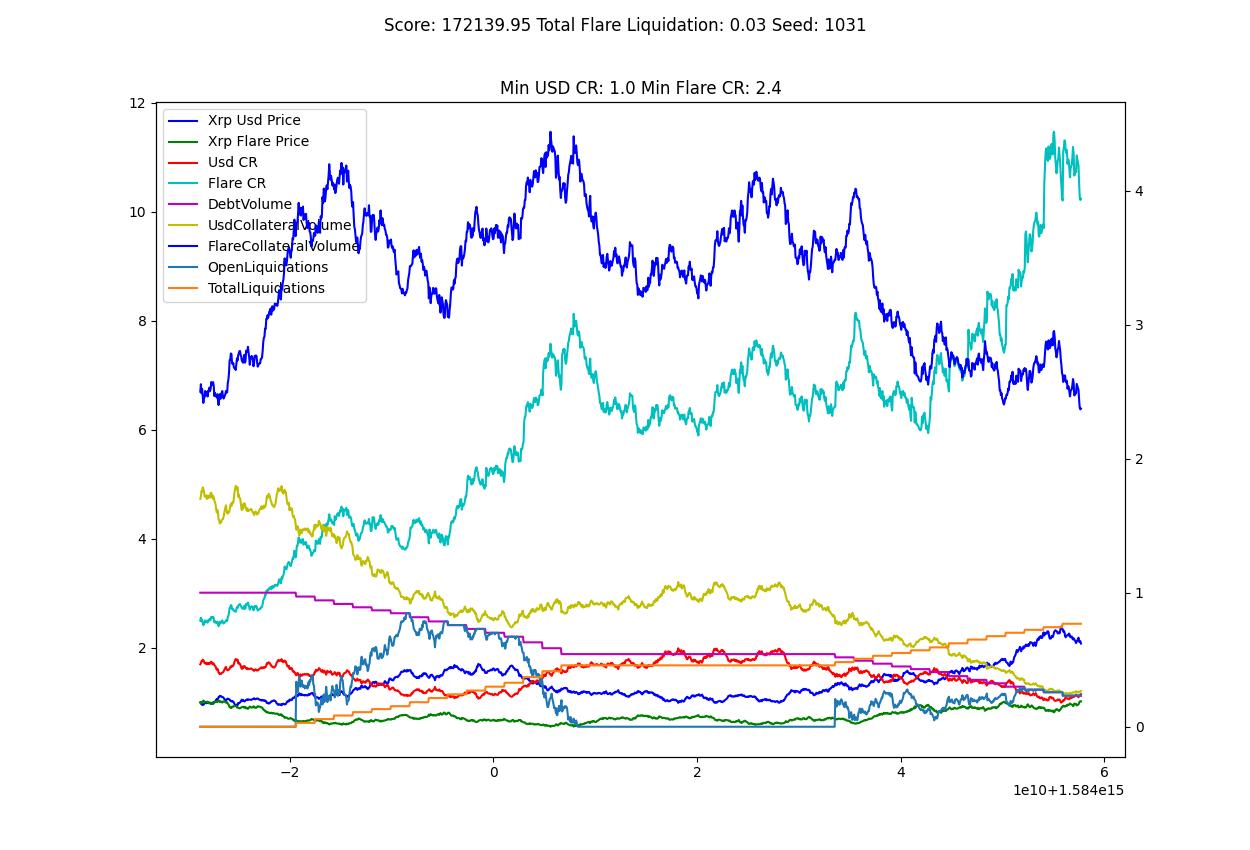 Score: 172139.95 Total Flare Liquidation: 0.03 Seed: 1031
Min USD CR: 1.0 Min Flare CR: 2.4
Xrp Usd Price
Xrp Flare Price
Usd CR
Flare CR
DebtVolume
UsdCollateralVolume
FlareCollateralVolume
OpenLiquidations
TotalLiquidations
12
10
8
6
4
2
4
3
2
1
0
−2
0
2
4
6
1e10+1.584e15